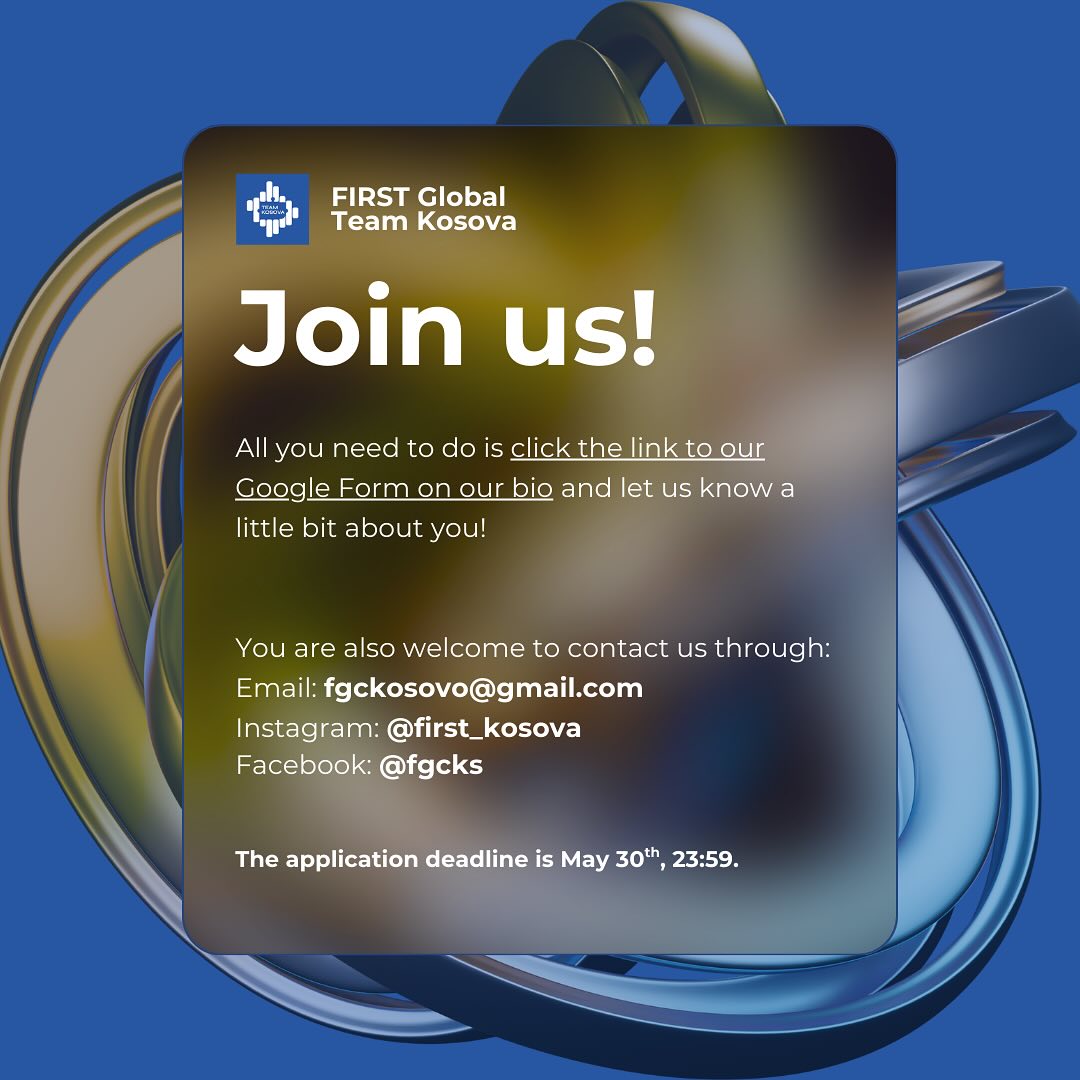 TEAM
KOSOVA
FIRST Global
Team Kosova
Join us!
All you need to do is click the link to our
Google Form on our bio and let us know a
little bit about you!
You are also welcome to contact us through:
Email: fgckosovo@gmail.com
Instagram: @first_kosova
Facebook: @fgcks
The application deadline is May 30th, 23:59.